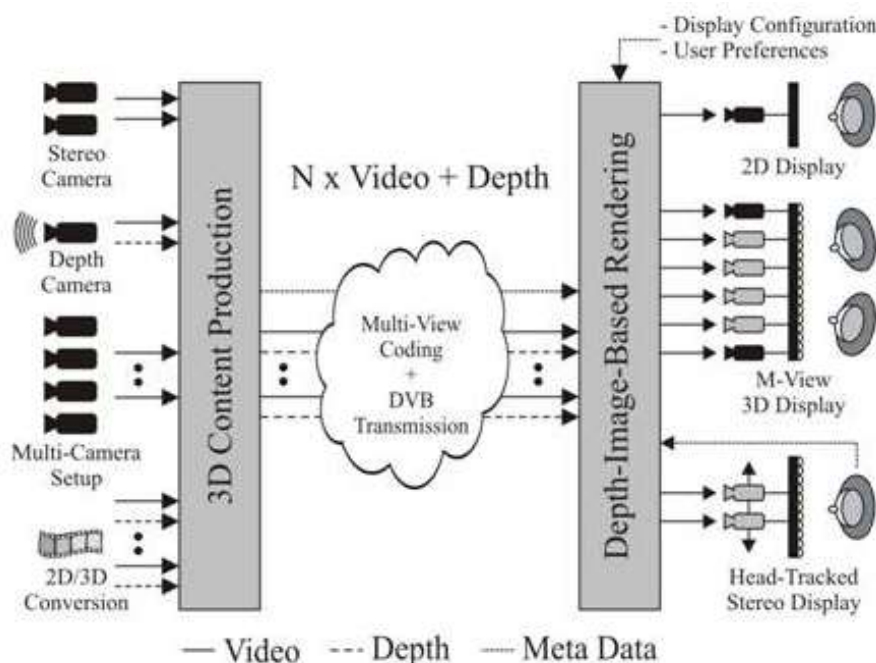 - Display Configuration
- User Preferences
Stereo
Camera
Depth
Camera
Multi-Camera
Setup
2D/3D
Conversion
3D Content Production
N x Video + Depth
Multi-View
Coding
+
DVB
Transmission
Depth-Image-Based Rendering
2D Display
M-View
3D Display
Head-Tracked
Stereo Display
Video
Depth
Meta Data